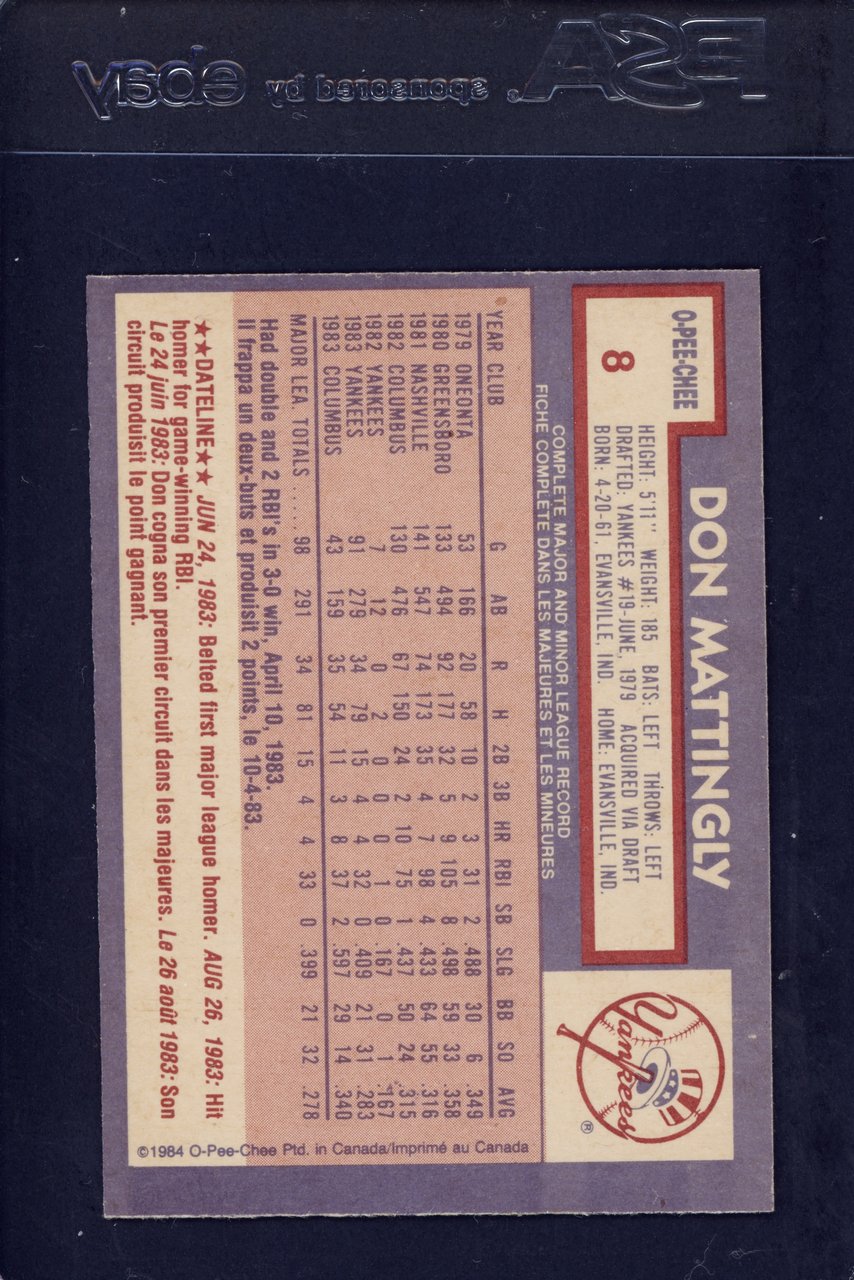 PSA
sponsored by
ebay
O-PEE-CHEE
8
DON MATTINGLY
HEIGHT: 5'11" WEIGHT: 185 BATS: LEFT THROWS: LEFT
DRAFTED: YANKEES #19-JUNE, 1979 ACQUIRED VIA DRAFT
BORN: 4-20-61, EVANSVILLE, IND. HOME: EVANSVILLE, IND.
Yankees ®
COMPLETE MAJOR AND MINOR LEAGUE RECORD
FICHE COMPLETE DANS LES MAJEURES ET LES MINEURES
YEAR CLUB G AB R H 2B 3B HR RBI SB SLG BB SO AVG
1979 ONEONTA 53 166 20 58 10 2 3 31 2 .488 30 6 .349
1980 GREENSBORO 133 494 92 177 32 5 9 105 8 .498 59 33 .358
1981 NASHVILLE 141 547 74 173 35 4 7 98 4 .433 64 55 .316
1982 COLUMBUS 130 476 67 150 24 2 10 75 1 .437 50 24 .315
1982 YANKEES 7 12 0 2 0 0 0 1 0 .167 0 1 .167
1983 YANKEES 91 279 34 79 15 4 4 32 0 .409 21 31 .283
1983 COLUMBUS 43 159 35 54 11 3 8 37 2 .597 29 14 .340
MAJOR LEA. TOTALS ..... 98 291 34 81 15 4 4 33 0 .399 21 32 .278
Had double and 2 RBI's in 3-0 win, April 10, 1983.
Il frappa un deux-buts et produisit 2 points, le 10-4-83.
★★DATELINE★★ JUN 24, 1983: Belted first major league homer. AUG 26, 1983: Hit
homer for game-winning RBI.
Le 24 juin 1983: Don cogna son premier circuit dans les majeures. Le 26 août 1983: Son
circuit produisit le point gagnant.
©1984 O-Pee-Chee Ptd. in Canada/Imprimé au Canada